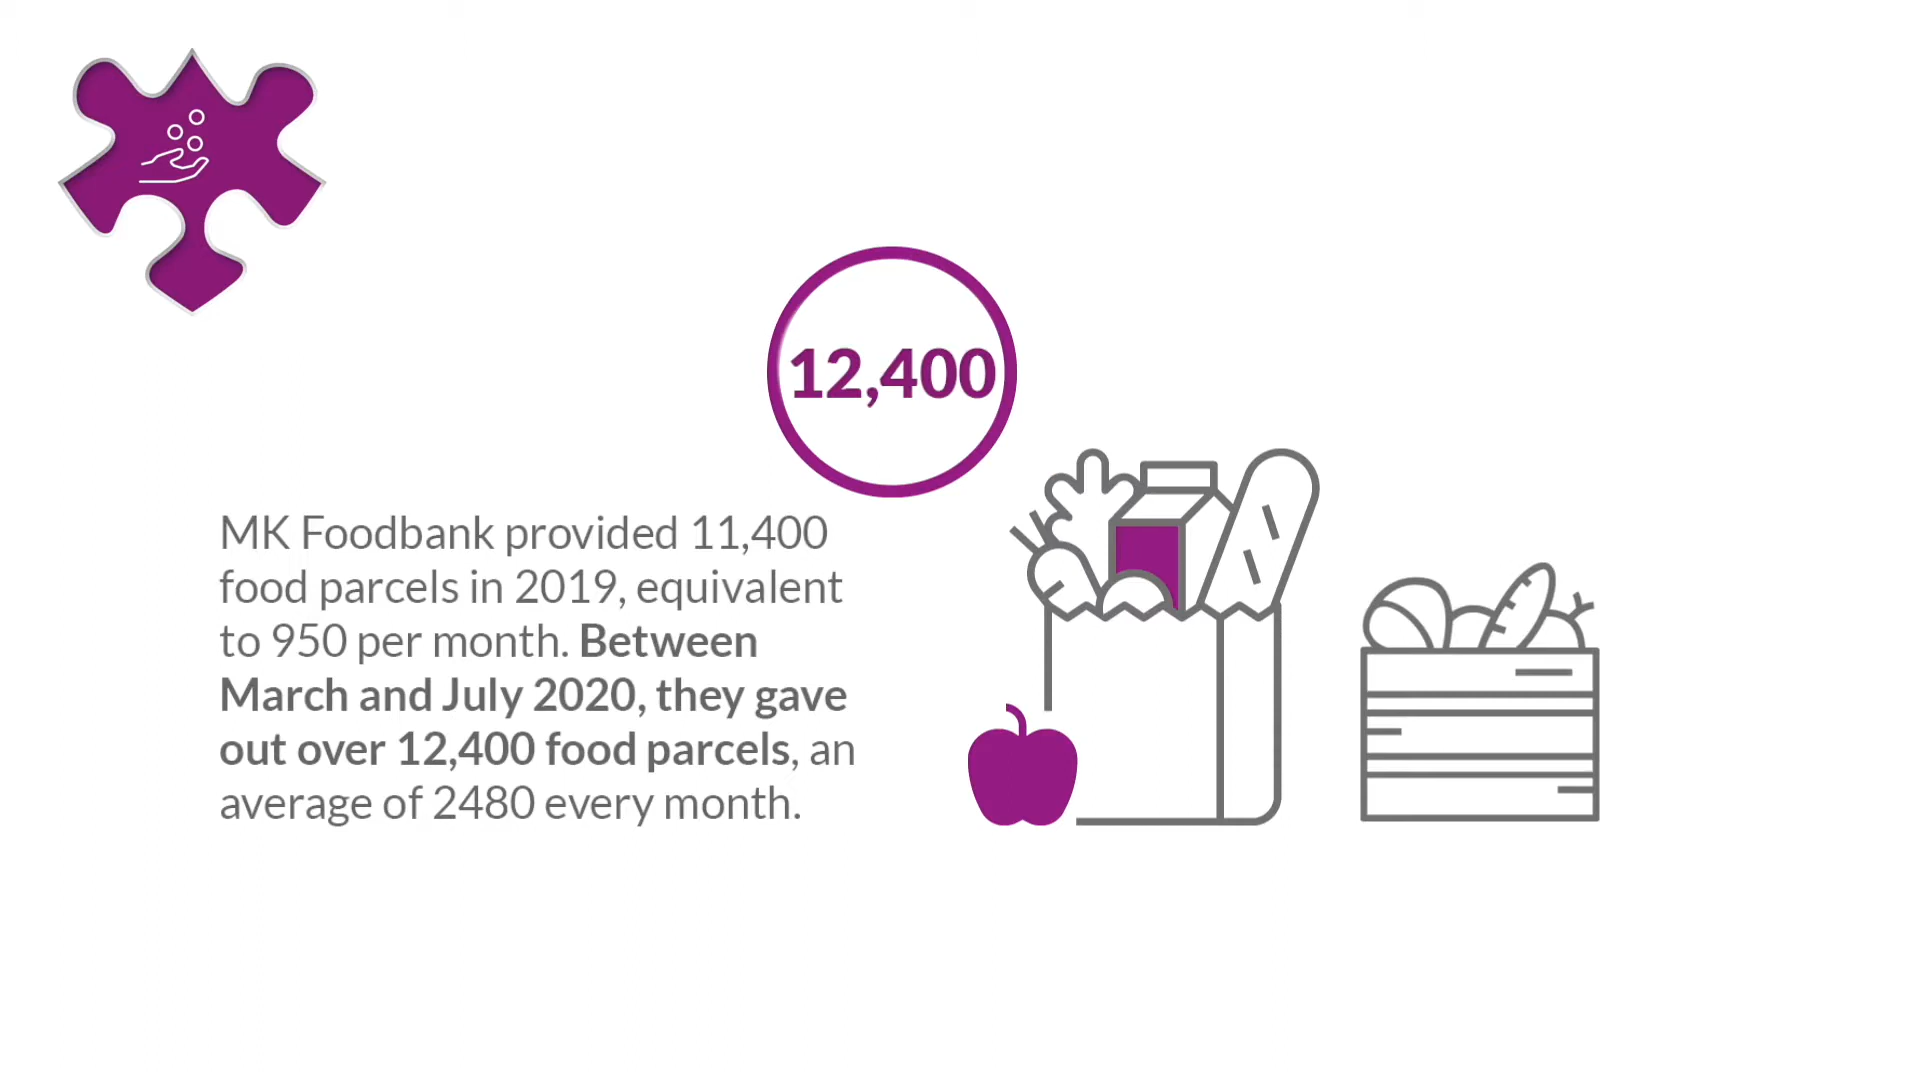 12,400
MK Foodbank provided 11,400
food parcels in 2019, equivalent
to 950 per month. Between
March and July 2020, they gave
out over 12,400 food parcels, an
average of 2480 every month.